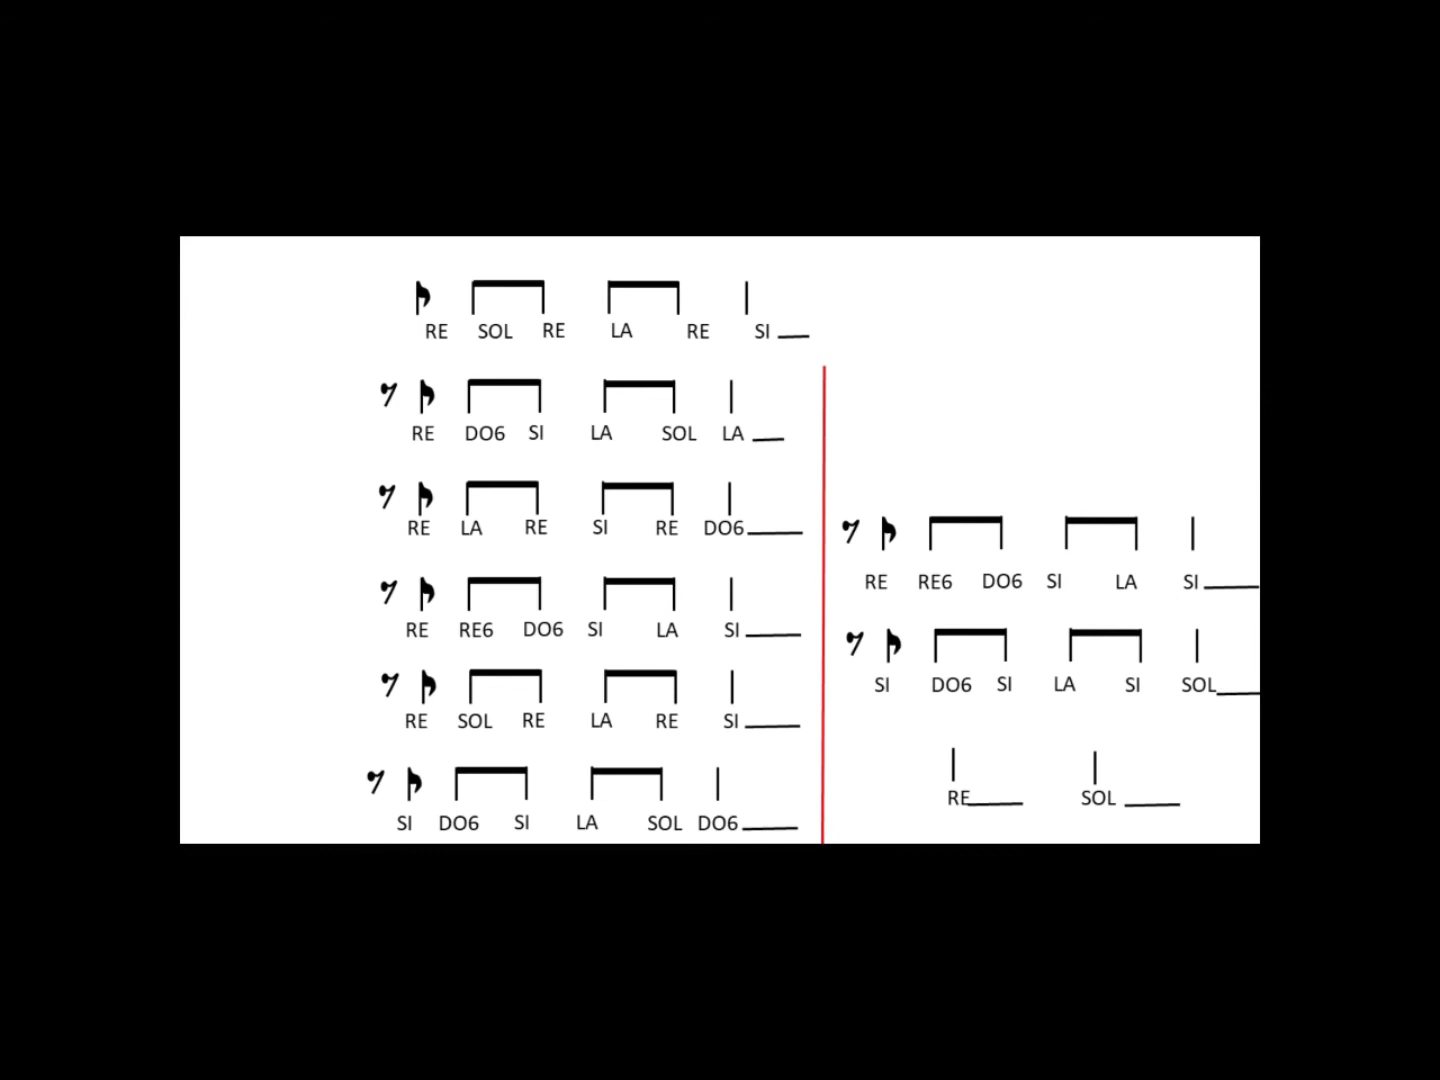 RE SOL RE LA RE SI
RE DO6 SI LA SOL LA
RE LA RE SI RE DO6
RE RE6 DO6 SI LA SI
RE SOL RE LA RE SI
SI DO6 SI LA SOL DO6
RE RE6 DO6 SI LA SI
SI DO6 SI LA SI SOL
RE SOL